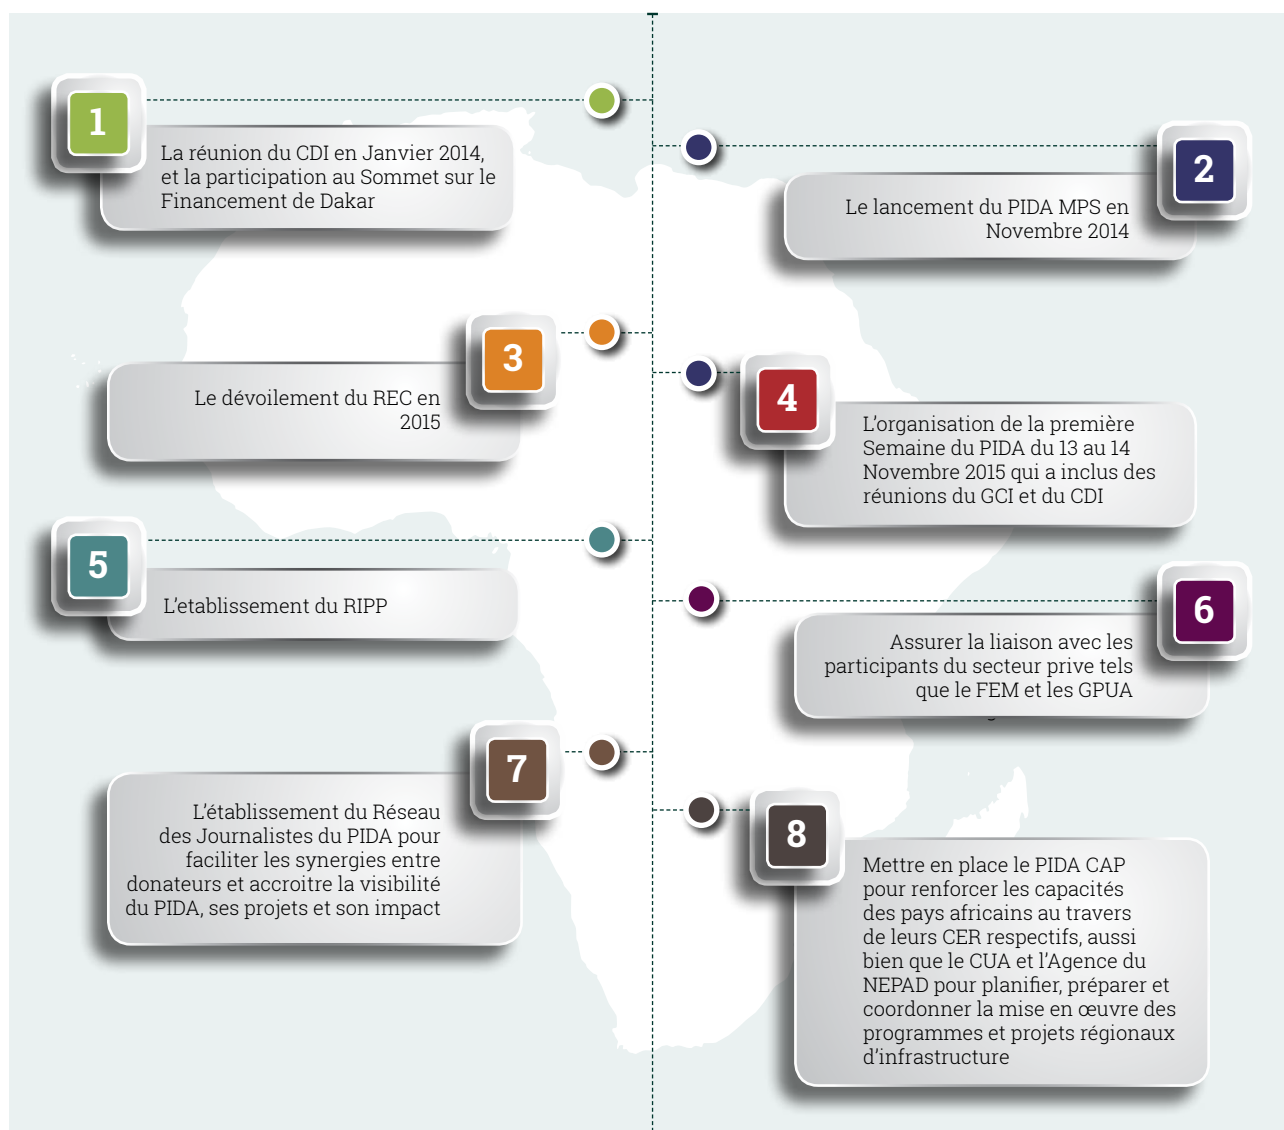 1
La réunion du CDI en Janvier 2014,
et la participation au Sommet sur le
Financement de Dakar
2
Le lancement du PIDA MPS en
Novembre 2014
3
Le dévoilement du REC en
2015
4
L'organisation de la première
Semaine du PIDA du 13 au 14
Novembre 2015 qui a inclus des
réunions du GCI et du CDI
5
L'etablissement du RIPP
6
Assurer la liaison avec les
participants du secteur prive tels
que le FEM et les GPUA
7
L'établissement du Réseau
des Journalistes du PIDA pour
faciliter les synergies entre
donateurs et accroitre la visibilité
du PIDA, ses projets et son impact
8
Mettre en place le PIDA CAP
pour renforcer les capacités
des pays africains au travers
de leurs CER respectifs, aussi
bien que le CUA et l'Agence du
NEPAD pour planifier, préparer et
coordonner la mise en œuvre des
programmes et projets régionaux
d'infrastructure